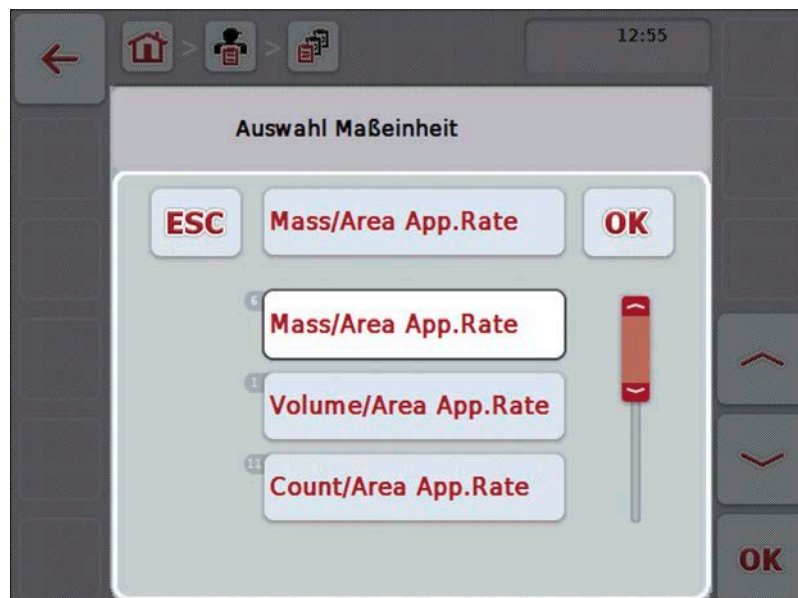 12:55
Auswahl Maßeinheit
ESC
Mass/Area App.Rate
OK
6
Mass/Area App.Rate
1
Volume/Area App.Rate
11
Count/Area App.Rate
OK